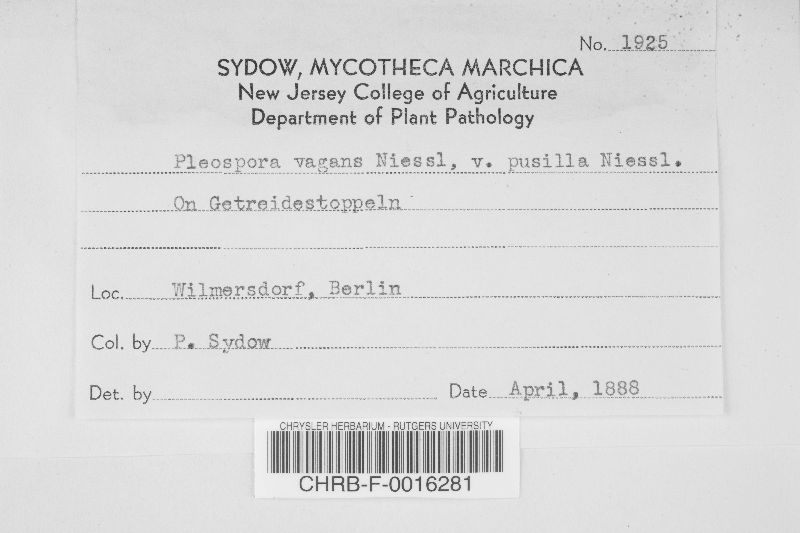 No. 1925
SYDOW, MYCOTHECA MARCHICA
New Jersey College of Agriculture
Department of Plant Pathology
Pleospora vagans Niessl, v. pusilla Niessl.
On Getreidestoppeln
Loc. Wilmersdorf, Berlin
Col. by P. Sydow
Det. by
Date April, 1888
CHRYSLER HERBARIUM - RUTGERS UNIVERSITY
CHRB-F-0016281